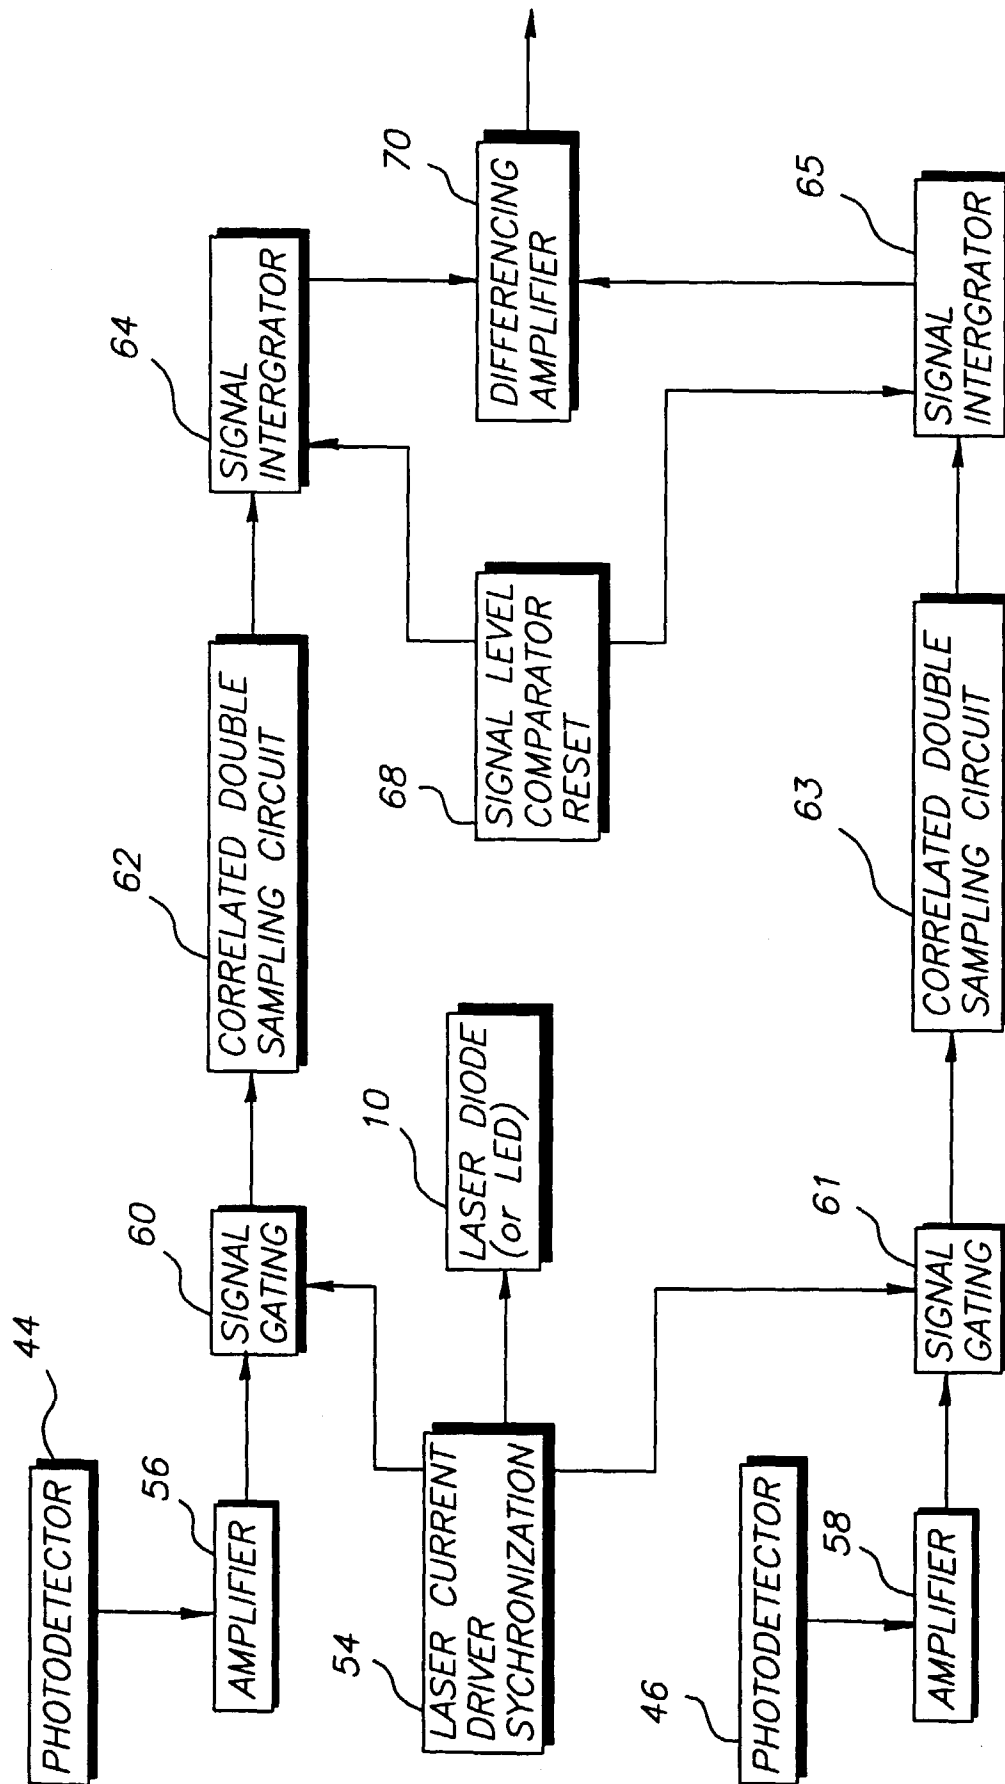 44
PHOTODETECTOR
56
AMPLIFIER
60
SIGNAL
GATING
62
CORRELATED DOUBLE
SAMPLING CIRCUIT
64
SIGNAL
INTERGRATOR
54
LASER CURRENT
DRIVER
SYCHRONIZATION
10
LASER DIODE
(or LED)
68
SIGNAL LEVEL
COMPARATOR
RESET
70
DIFFERENCING
AMPLIFIER
46
PHOTODETECTOR
58
AMPLIFIER
61
SIGNAL
GATING
63
CORRELATED DOUBLE
SAMPLING CIRCUIT
65
SIGNAL
INTERGRATOR